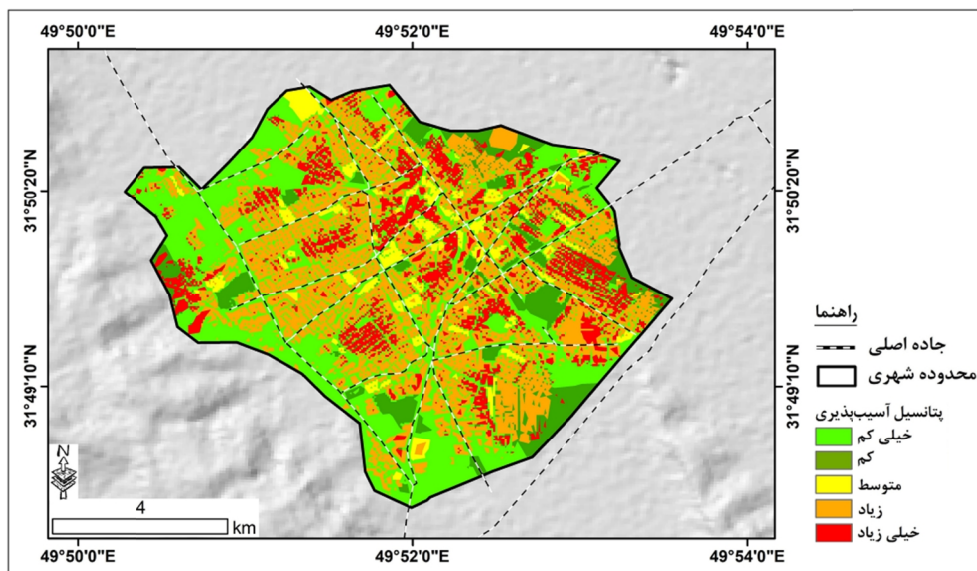 49°50'0"E 49°52'0"E 49°54'0"E
31°50'20"N 31°50'20"N
31°49'10"N 31°49'10"N
راهنما
جاده اصلی
محدوده شهری
پتانسیل آسیب‌پذیری
خیلی کم
کم
متوسط
زیاد
خیلی زیاد
N
4
km
49°50'0"E 49°52'0"E 49°54'0"E